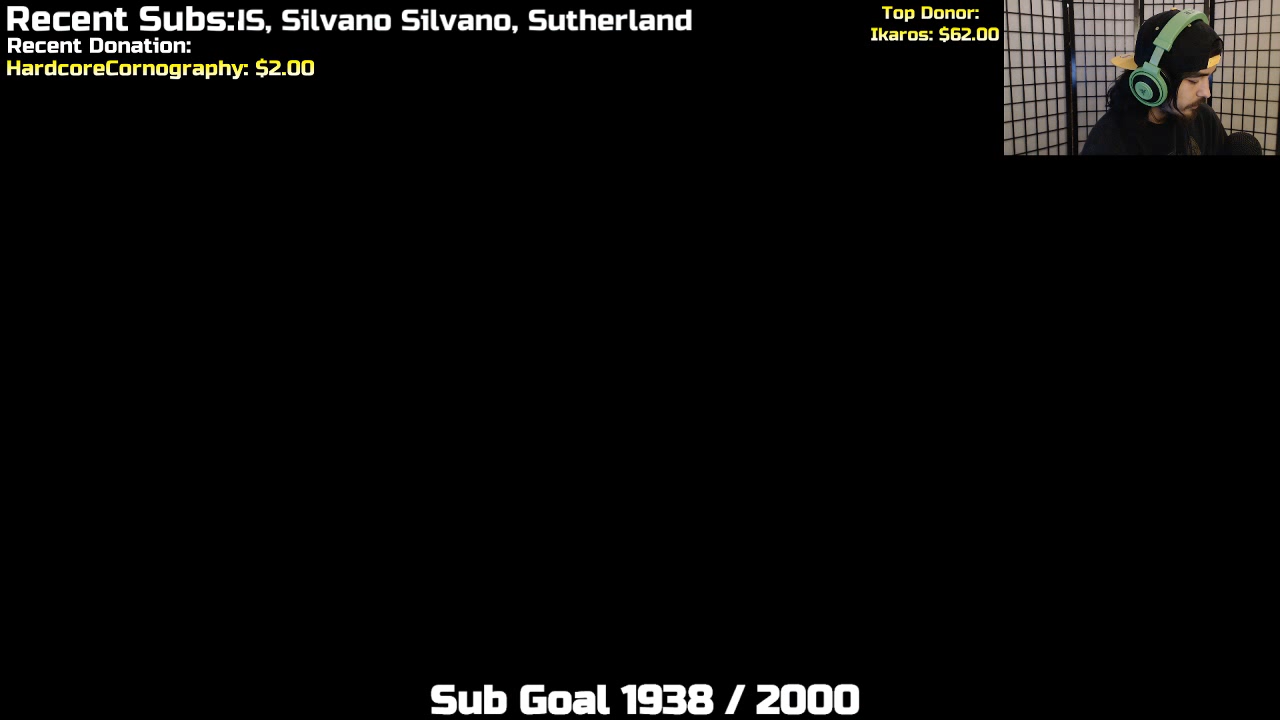 Recent Subs:IS, Silvano Silvano, Sutherland
Recent Donation:
HardcoreCornography: $2.00
Top Donor:
Ikaros: $62.00
Sub Goal 1938 / 2000